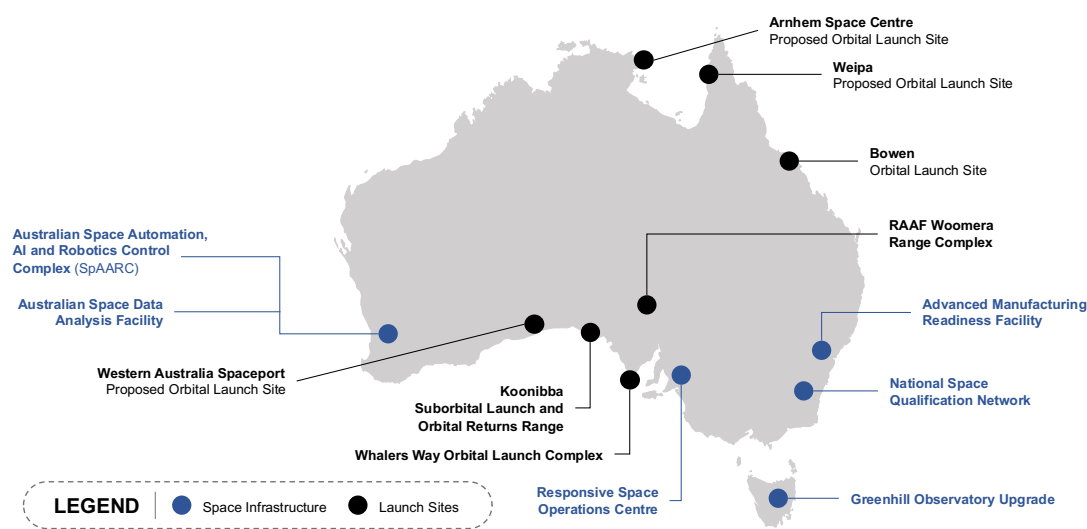 Arnhem Space Centre
Proposed Orbital Launch Site
Weipa
Proposed Orbital Launch Site
Bowen
Orbital Launch Site
RAAF Woomera
Range Complex
Australian Space Automation,
AI and Robotics Control
Complex (SpAARC)
Australian Space Data
Analysis Facility
Advanced Manufacturing
Readiness Facility
Western Australia Spaceport
Proposed Orbital Launch Site
Koonibba
Suborbital Launch and
Orbital Returns Range
National Space
Qualification Network
Whalers Way Orbital Launch Complex
Responsive Space
Operations Centre
Greenhill Observatory Upgrade
LEGEND
Space Infrastructure
Launch Sites